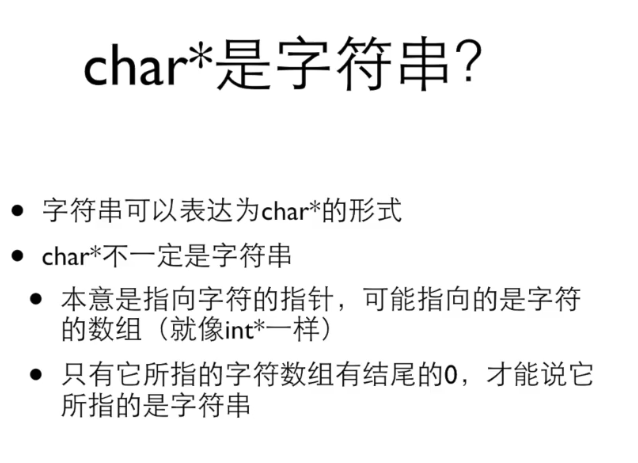 char*是字符串？
• 字符串可以表达为char*的形式
• char*不一定是字符串
• 本意是指向字符的指针，可能指向的是字符
的数组（就像int*一样）
• 只有它所指的字符数组有结尾的0，才能说它
所指的是字符串